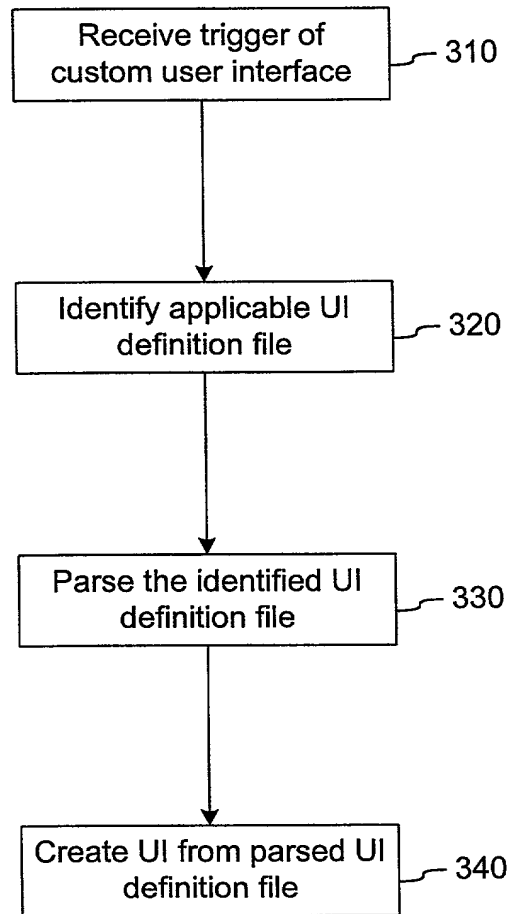 Receive trigger of
custom user interface
310
Identify applicable UI
definition file
320
Parse the identified UI
definition file
330
Create UI from parsed UI
definition file
340